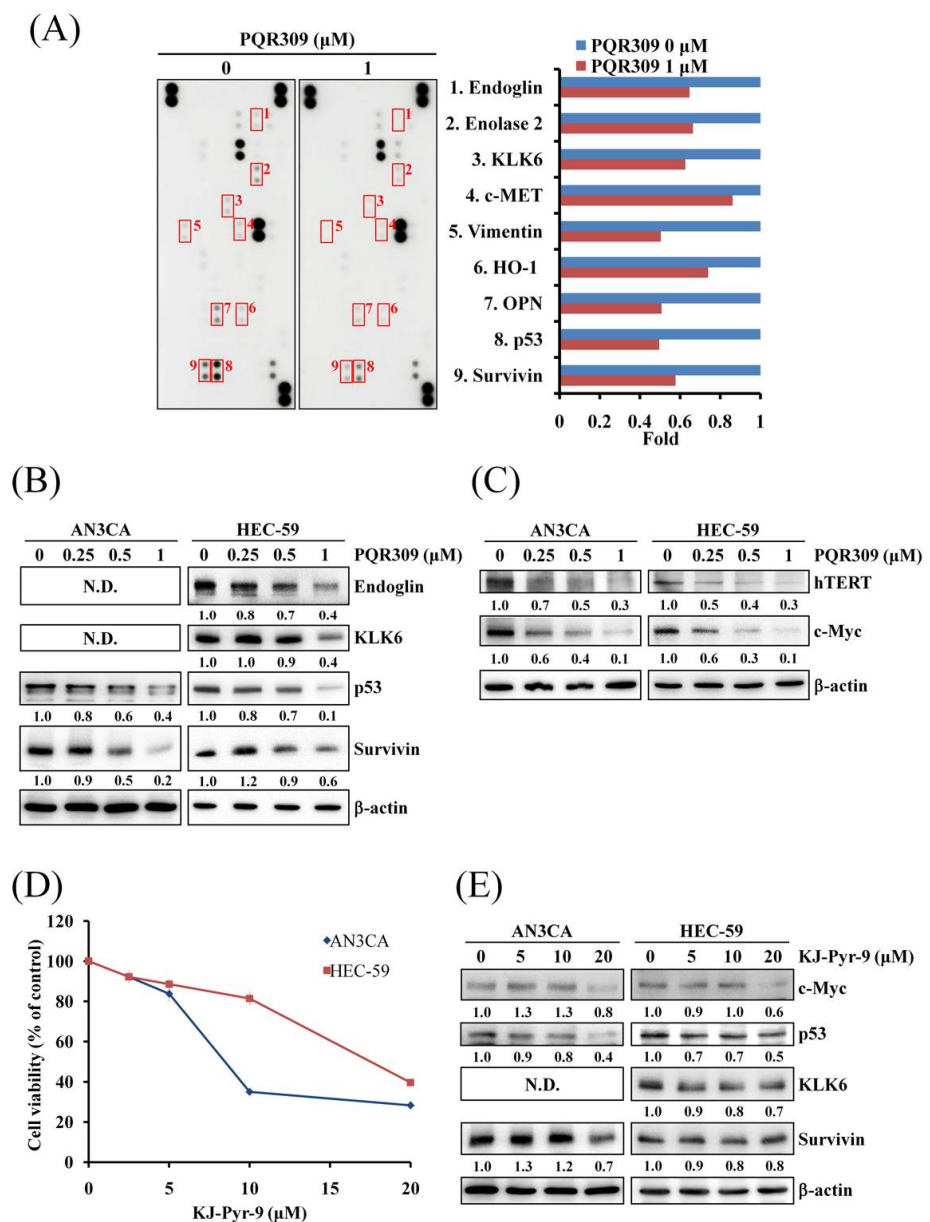 (A)
PQR309 (μM)
0 1
1
2
3
4
5
6
7
8
9
1
2
3
4
5
6
7
8
9
PQR309 0 μM
PQR309 1 μM
1. Endoglin
2. Enolase 2
3. KLK6
4. c-MET
5. Vimentin
6. HO-1
7. OPN
8. p53
9. Survivin
0 0.2 0.4 0.6 0.8 1
Fold
(B)
AN3CA HEC-59
0 0.25 0.5 1 0 0.25 0.5 1 PQR309 (μM)
N.D. Endoglin
1.0 0.8 0.7 0.4
N.D. KLK6
1.0 1.0 0.9 0.4
p53
1.0 0.8 0.6 0.4 1.0 0.8 0.7 0.1
Survivin
1.0 0.9 0.5 0.2 1.0 1.2 0.9 0.6
β-actin
(C)
AN3CA HEC-59
0 0.25 0.5 1 0 0.25 0.5 1 PQR309 (μM)
hTERT
1.0 0.7 0.5 0.3 1.0 0.5 0.4 0.3
c-Myc
1.0 0.6 0.4 0.1 1.0 0.6 0.3 0.1
β-actin
(D)
Cell viability (% of control)
120
100
80
60
40
20
0
AN3CA
HEC-59
0 5 10 15 20
KJ-Pyr-9 (μM)
(E)
AN3CA HEC-59
0 5 10 20 0 5 10 20 KJ-Pyr-9 (μM)
c-Myc
1.0 1.3 1.3 0.8 1.0 0.9 1.0 0.6
p53
1.0 0.9 0.8 0.4 1.0 0.7 0.7 0.5
N.D. KLK6
1.0 0.9 0.8 0.7
Survivin
1.0 1.3 1.2 0.7 1.0 0.9 0.8 0.8
β-actin